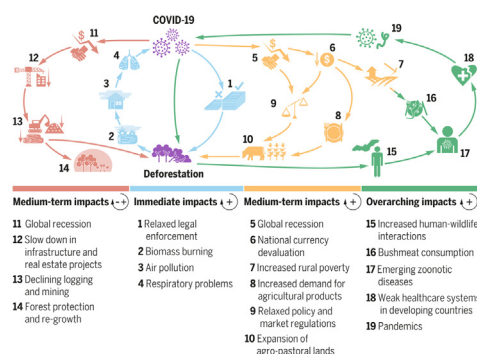 COVID-19
19
11
12
4
5
6
18
7
3
1
9
16
13
2
8
10
14
15
17
Deforestation
Medium-term impacts -+
Immediate impacts +
Medium-term impacts +
Overarching impacts +
11 Global recession
12 Slow down in
infrastructure and
real estate projects
13 Declining logging
and mining
14 Forest protection
and re-growth
1 Relaxed legal
enforcement
2 Biomass burning
3 Air pollution
4 Respiratory problems
5 Global recession
6 National currency
devaluation
7 Increased rural poverty
8 Increased demand for
agricultural products
9 Relaxed policy and
market regulations
10 Expansion of
agro-pastoral lands
15 Increased human-wildlife
interactions
16 Bushmeat consumption
17 Emerging zoonotic
diseases
18 Weak healthcare systems
in developing countries
19 Pandemics